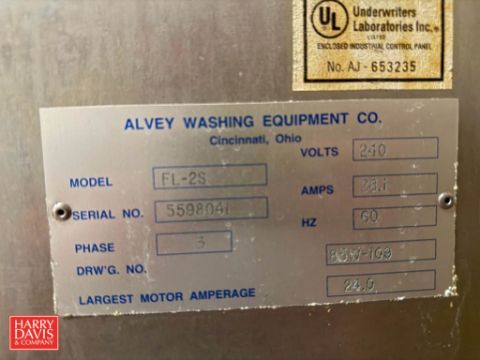 UL
Underwriters
Laboratories Inc.
LISTED
ENCLOSED INDUSTRIAL CONTROL PANEL
No. AJ - 653235
ALVEY WASHING EQUIPMENT CO.
Cincinnati, Ohio
MODEL FL-2S
VOLTS 240
SERIAL NO. 5598041
AMPS
PHASE 3
HZ 60
DRW'G. NO.
LARGEST MOTOR AMPERAGE 24.0
HARRY
DAVIS
& COMPANY